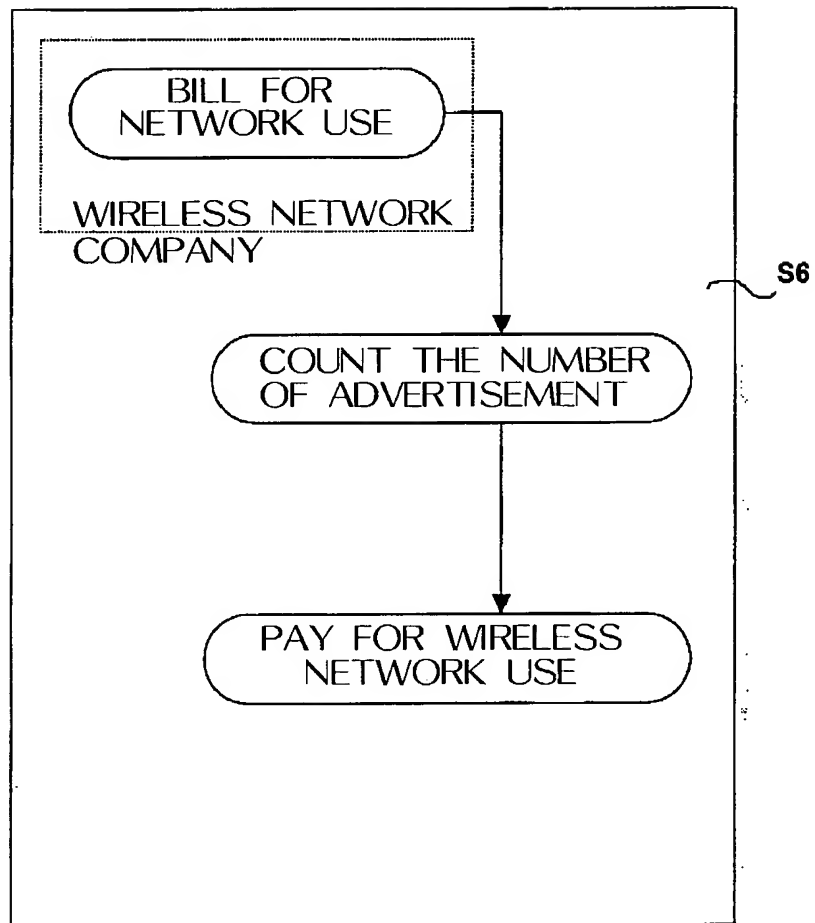 BILL FOR
NETWORK USE
WIRELESS NETWORK
COMPANY
S6
COUNT THE NUMBER
OF ADVERTISEMENT
PAY FOR WIRELESS
NETWORK USE